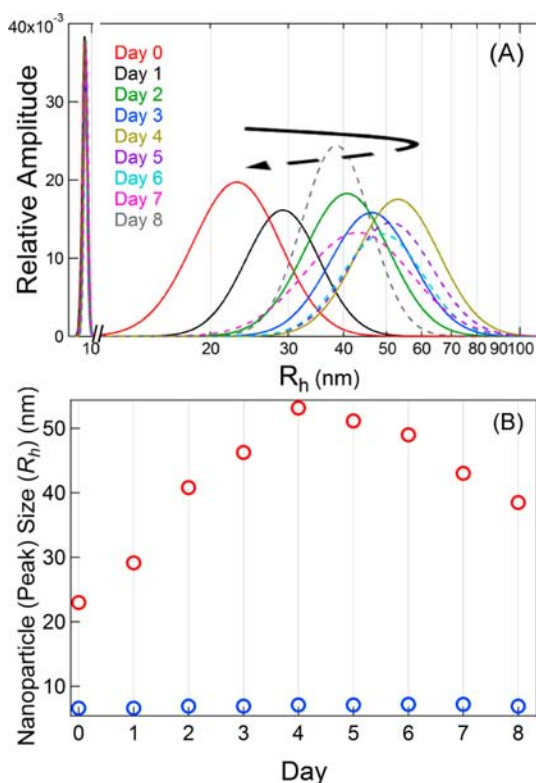 40x10⁻³
(A)
Day 0
Day 1
Day 2
Day 3
Day 4
Day 5
Day 6
Day 7
Day 8
30
20
10
0
Relative Amplitude
10 20 30 40 50 60 70 80 90 100
Rₕ (nm)
(B)
50
40
30
20
10
Nanoparticle (Peak) Size (Rₕ) (nm)
0 1 2 3 4 5 6 7 8
Day